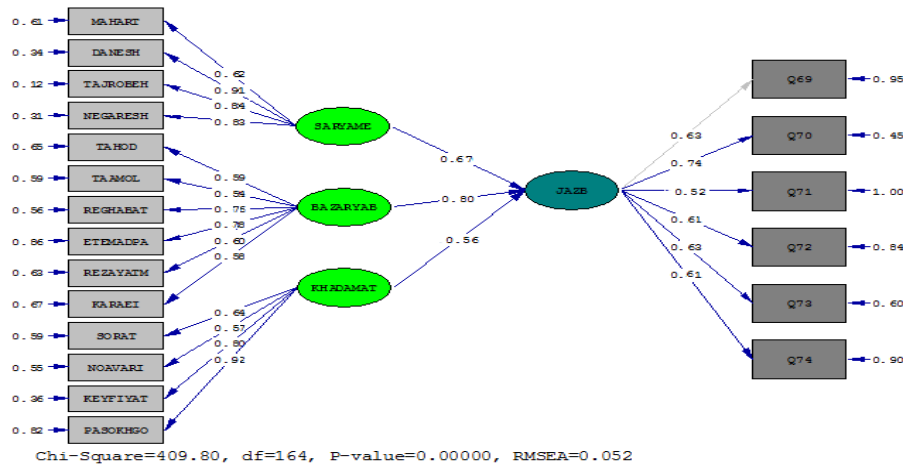 0.61 MAHART
0.34 DANESH
0.12 TAJROBEH
0.31 NEGARESH
0.65 TAHOD
0.59 TAAMOL
0.56 REGHABAT
0.86 ETEMADPA
0.63 REZAYATM
0.67 KARAEI
0.59 SORAT
0.55 NOAVARI
0.36 KEYFIYAT
0.82 PASOKHGO
0.62
0.91
0.84
0.83
0.59
0.54
0.75
0.78
0.60
0.58
0.64
0.57
0.80
0.92
SARYAME
BAZARYAB
KHADAMAT
0.67
0.80
0.56
JAZB
0.63
0.74
0.52
0.61
0.63
0.61
Q69 0.95
Q70 0.45
Q71 1.00
Q72 0.84
Q73 0.60
Q74 0.90
Chi-Square=409.80, df=164, P-value=0.00000, RMSEA=0.052